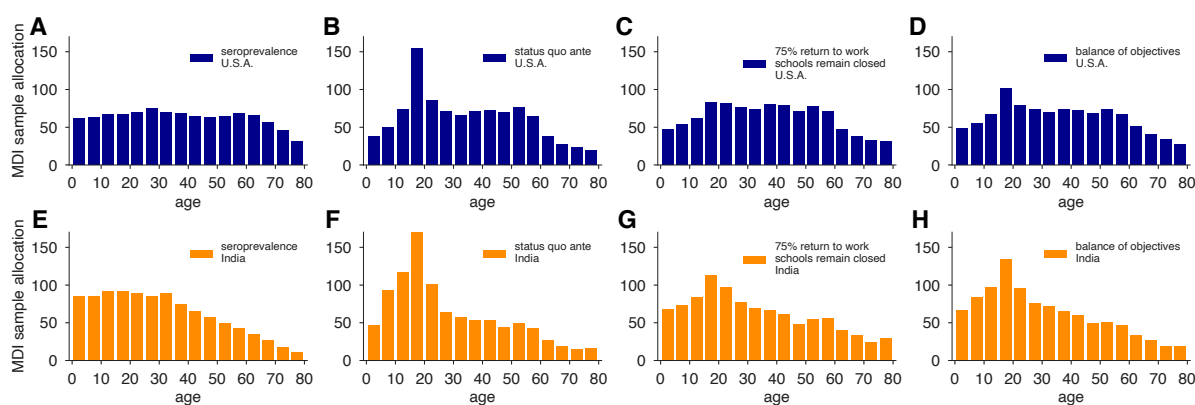 A
B
C
D
MDI sample allocation
150
100
50
0
seroprevalence
U.S.A.
0 10 20 30 40 50 60 70 80
age
150
100
50
0
status quo ante
U.S.A.
0 10 20 30 40 50 60 70 80
age
150
100
50
0
75% return to work
schools remain closed
U.S.A.
0 10 20 30 40 50 60 70 80
age
150
100
50
0
balance of objectives
U.S.A.
0 10 20 30 40 50 60 70 80
age
E
F
G
H
MDI sample allocation
150
100
50
0
seroprevalence
India
0 10 20 30 40 50 60 70 80
age
150
100
50
0
status quo ante
India
0 10 20 30 40 50 60 70 80
age
150
100
50
0
75% return to work
schools remain closed
India
0 10 20 30 40 50 60 70 80
age
150
100
50
0
balance of objectives
India
0 10 20 30 40 50 60 70 80
age